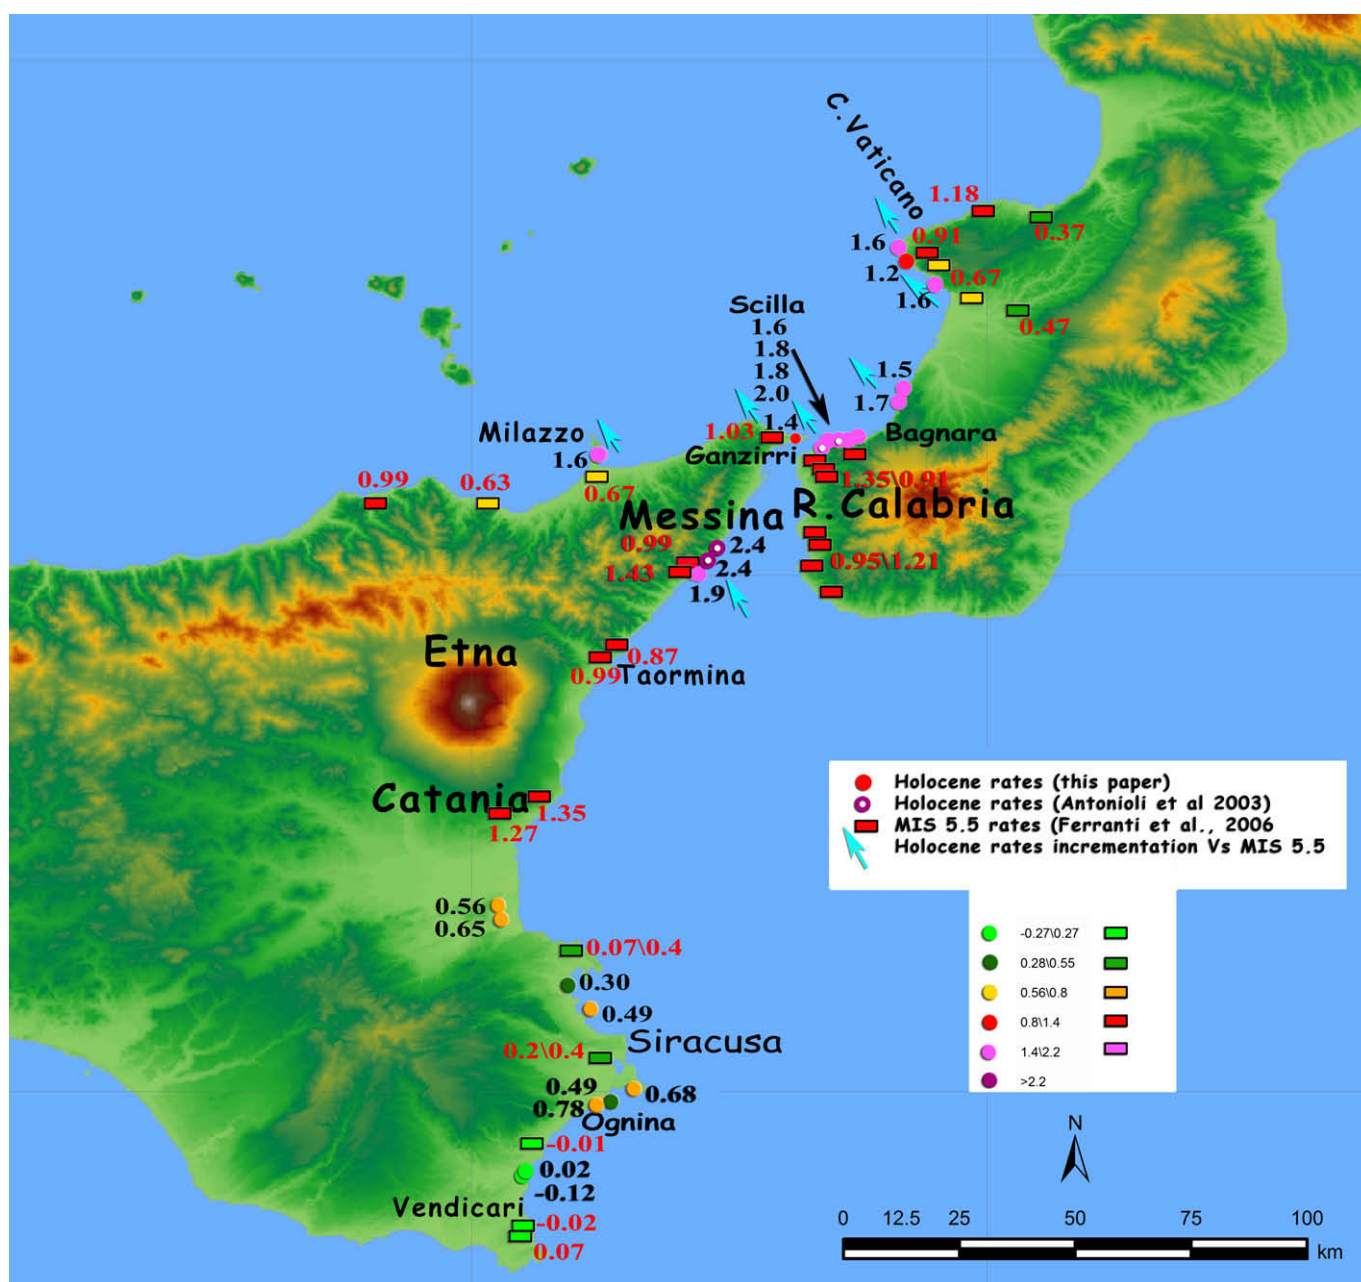 C.Vaticano
1.18
0.37
1.6
0.91
1.2
0.67
1.6
0.47
Scilla
1.6
1.8
1.8
2.0
1.5
1.7
1.4
1.03
Ganzirri
Bagnara
Milazzo
1.6
0.67
0.99
0.63
1.35\0.91
Messina
R.Calabria
0.99
2.4
1.43
2.4
1.9
0.95\1.21
Etna
0.87
0.99
Taormina
Catania
1.35
1.27
Holocene rates (this paper)
Holocene rates (Antonioli et al 2003)
MIS 5.5 rates (Ferranti et al., 2006
Holocene rates incrementation Vs MIS 5.5
0.56
0.65
-0.27\0.27
0.28\0.55
0.56\0.8
0.8\1.4
1.4\2.2
>2.2
0.07\0.4
0.30
0.49
Siracusa
0.2\0.4
0.49
0.78
0.68
Ognina
-0.01
0.02
-0.12
Vendicari
-0.02
0.07
N
0 12.5 25 50 75 100
km